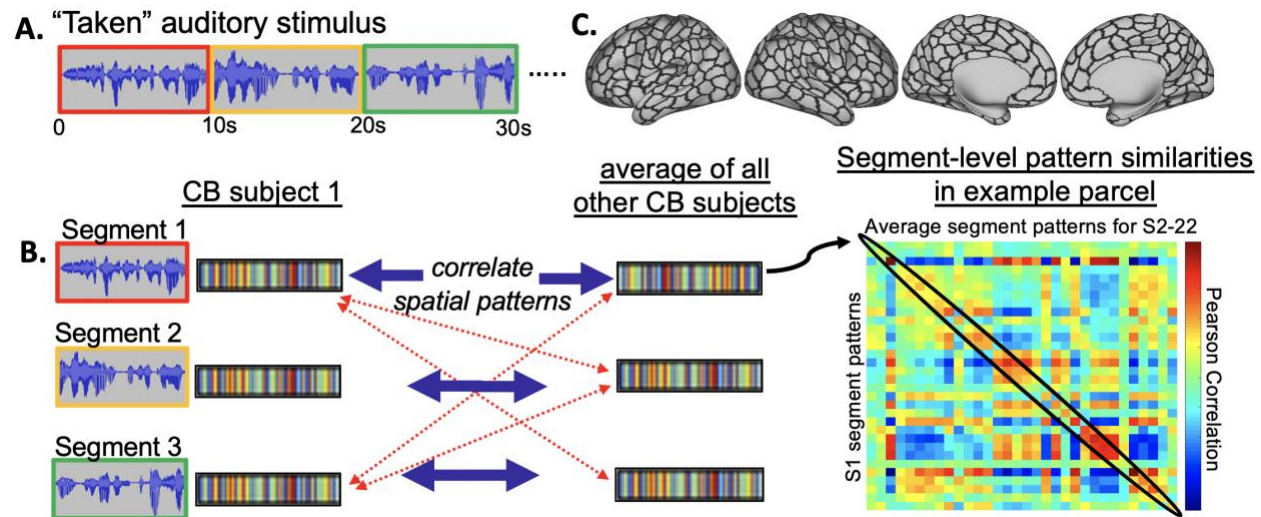 A. "Taken" auditory stimulus
0 10s 20s 30s
.....
C.
CB subject 1
average of all
other CB subjects
Segment-level pattern similarities
in example parcel
B.
Segment 1
Segment 2
Segment 3
correlate
spatial patterns
Average segment patterns for S2-22
S1 segment patterns
Pearson Correlation